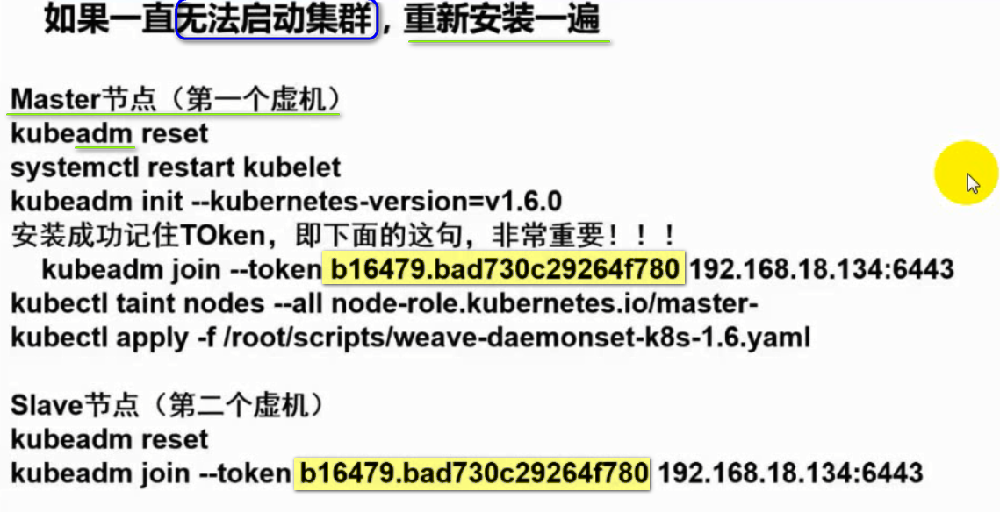 如果一直无法启动集群，重新安装一遍
Master节点（第一个虚机）
kubeadm reset
systemctl restart kubelet
kubeadm init --kubernetes-version=v1.6.0
安装成功记住TOken，即下面的这句，非常重要！！！
kubeadm join --token b16479.bad730c29264f780 192.168.18.134:6443
kubectl taint nodes --all node-role.kubernetes.io/master-
kubectl apply -f /root/scripts/weave-daemonset-k8s-1.6.yaml
Slave节点（第二个虚机）
kubeadm reset
kubeadm join --token b16479.bad730c29264f780 192.168.18.134:6443